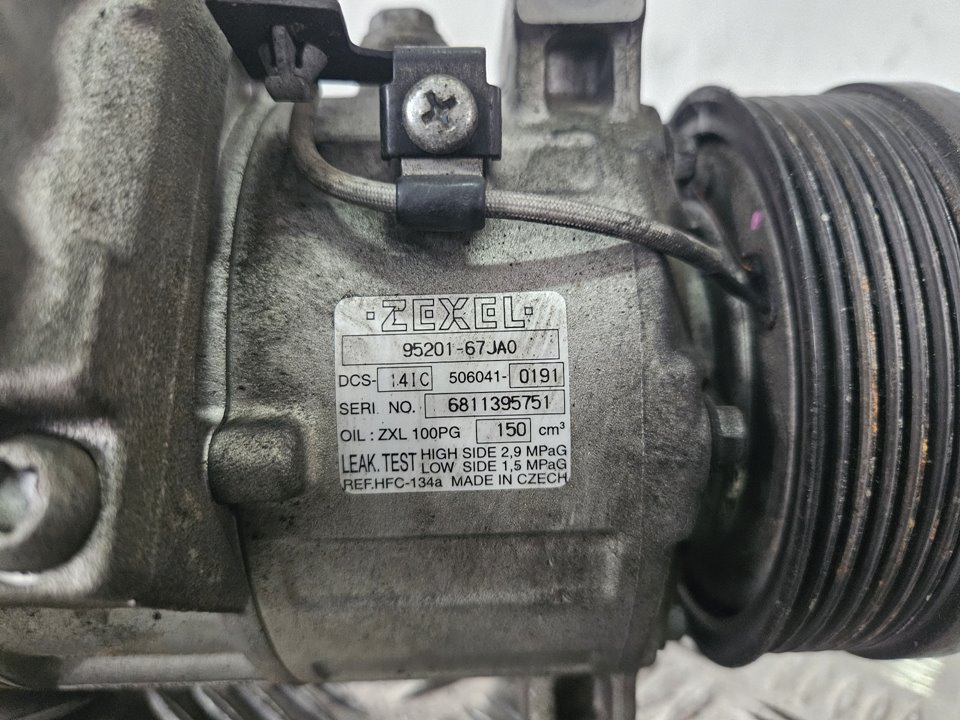 ·ZEXEL·
95201-67JA0
DCS- 141C 506041- 0191
SERI. NO. 6811395751
OIL : ZXL 100PG 150 cm³
LEAK. TEST HIGH SIDE 2,9 MPaG
LOW SIDE 1,5 MPaG
REF.HFC-134a MADE IN CZECH